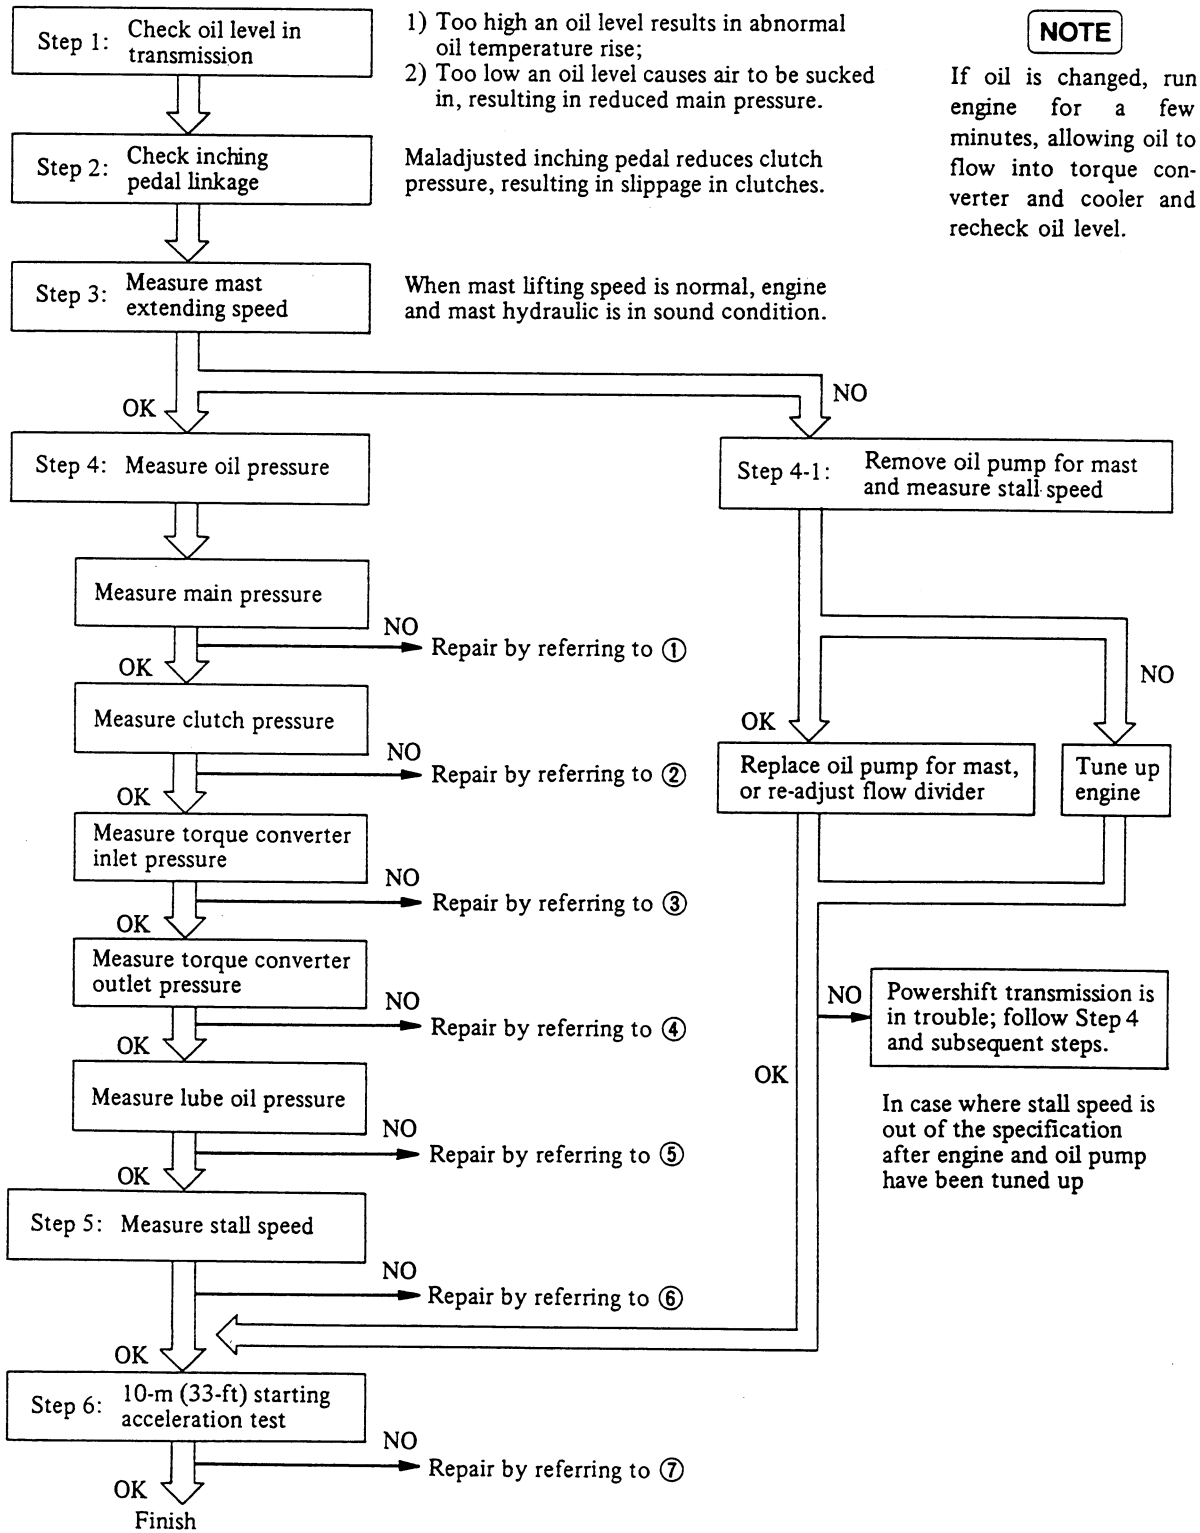 Step 1: Check oil level in
transmission
1) Too high an oil level results in abnormal
oil temperature rise;
2) Too low an oil level causes air to be sucked
in, resulting in reduced main pressure.
NOTE
If oil is changed, run
engine for a few
minutes, allowing oil to
flow into torque con-
verter and cooler and
recheck oil level.
Step 2: Check inching
pedal linkage
Maladjusted inching pedal reduces clutch
pressure, resulting in slippage in clutches.
Step 3: Measure mast
extending speed
When mast lifting speed is normal, engine
and mast hydraulic is in sound condition.
OK
NO
Step 4: Measure oil pressure
Step 4-1: Remove oil pump for mast
and measure stall speed
Measure main pressure
NO
Repair by referring to ①
OK
Measure clutch pressure
NO
Repair by referring to ②
OK
Measure torque converter
inlet pressure
NO
Repair by referring to ③
OK
Measure torque converter
outlet pressure
NO
Repair by referring to ④
OK
Measure lube oil pressure
NO
Repair by referring to ⑤
OK
Step 5: Measure stall speed
NO
Repair by referring to ⑥
OK
NO
OK
Replace oil pump for mast,
or re-adjust flow divider
Tune up
engine
NO
Powershift transmission is
in trouble; follow Step 4
and subsequent steps.
OK
In case where stall speed is
out of the specification
after engine and oil pump
have been tuned up
Step 6: 10-m (33-ft) starting
acceleration test
NO
Repair by referring to ⑦
OK
Finish